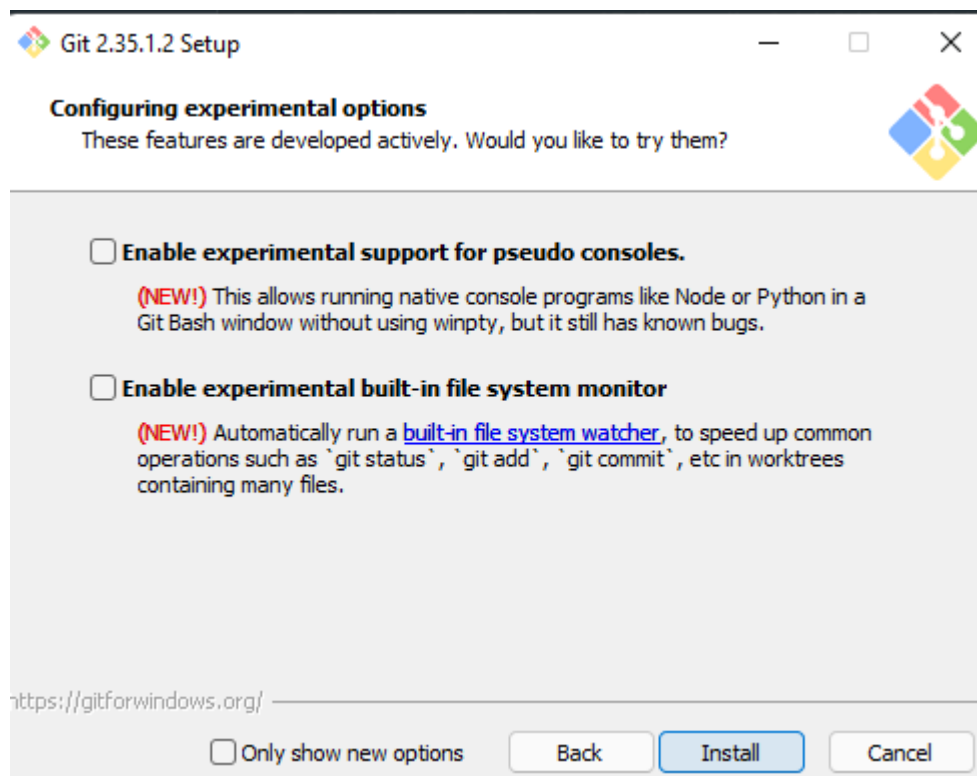 Git 2.35.1.2 Setup
Configuring experimental options
These features are developed actively. Would you like to try them?
Enable experimental support for pseudo consoles.
(NEW!) This allows running native console programs like Node or Python in a
Git Bash window without using winpty, but it still has known bugs.
Enable experimental built-in file system monitor
(NEW!) Automatically run a built-in file system watcher, to speed up common
operations such as `git status`, `git add`, `git commit`, etc in worktrees
containing many files.
https://gitforwindows.org/
Only show new options
Back
Install
Cancel